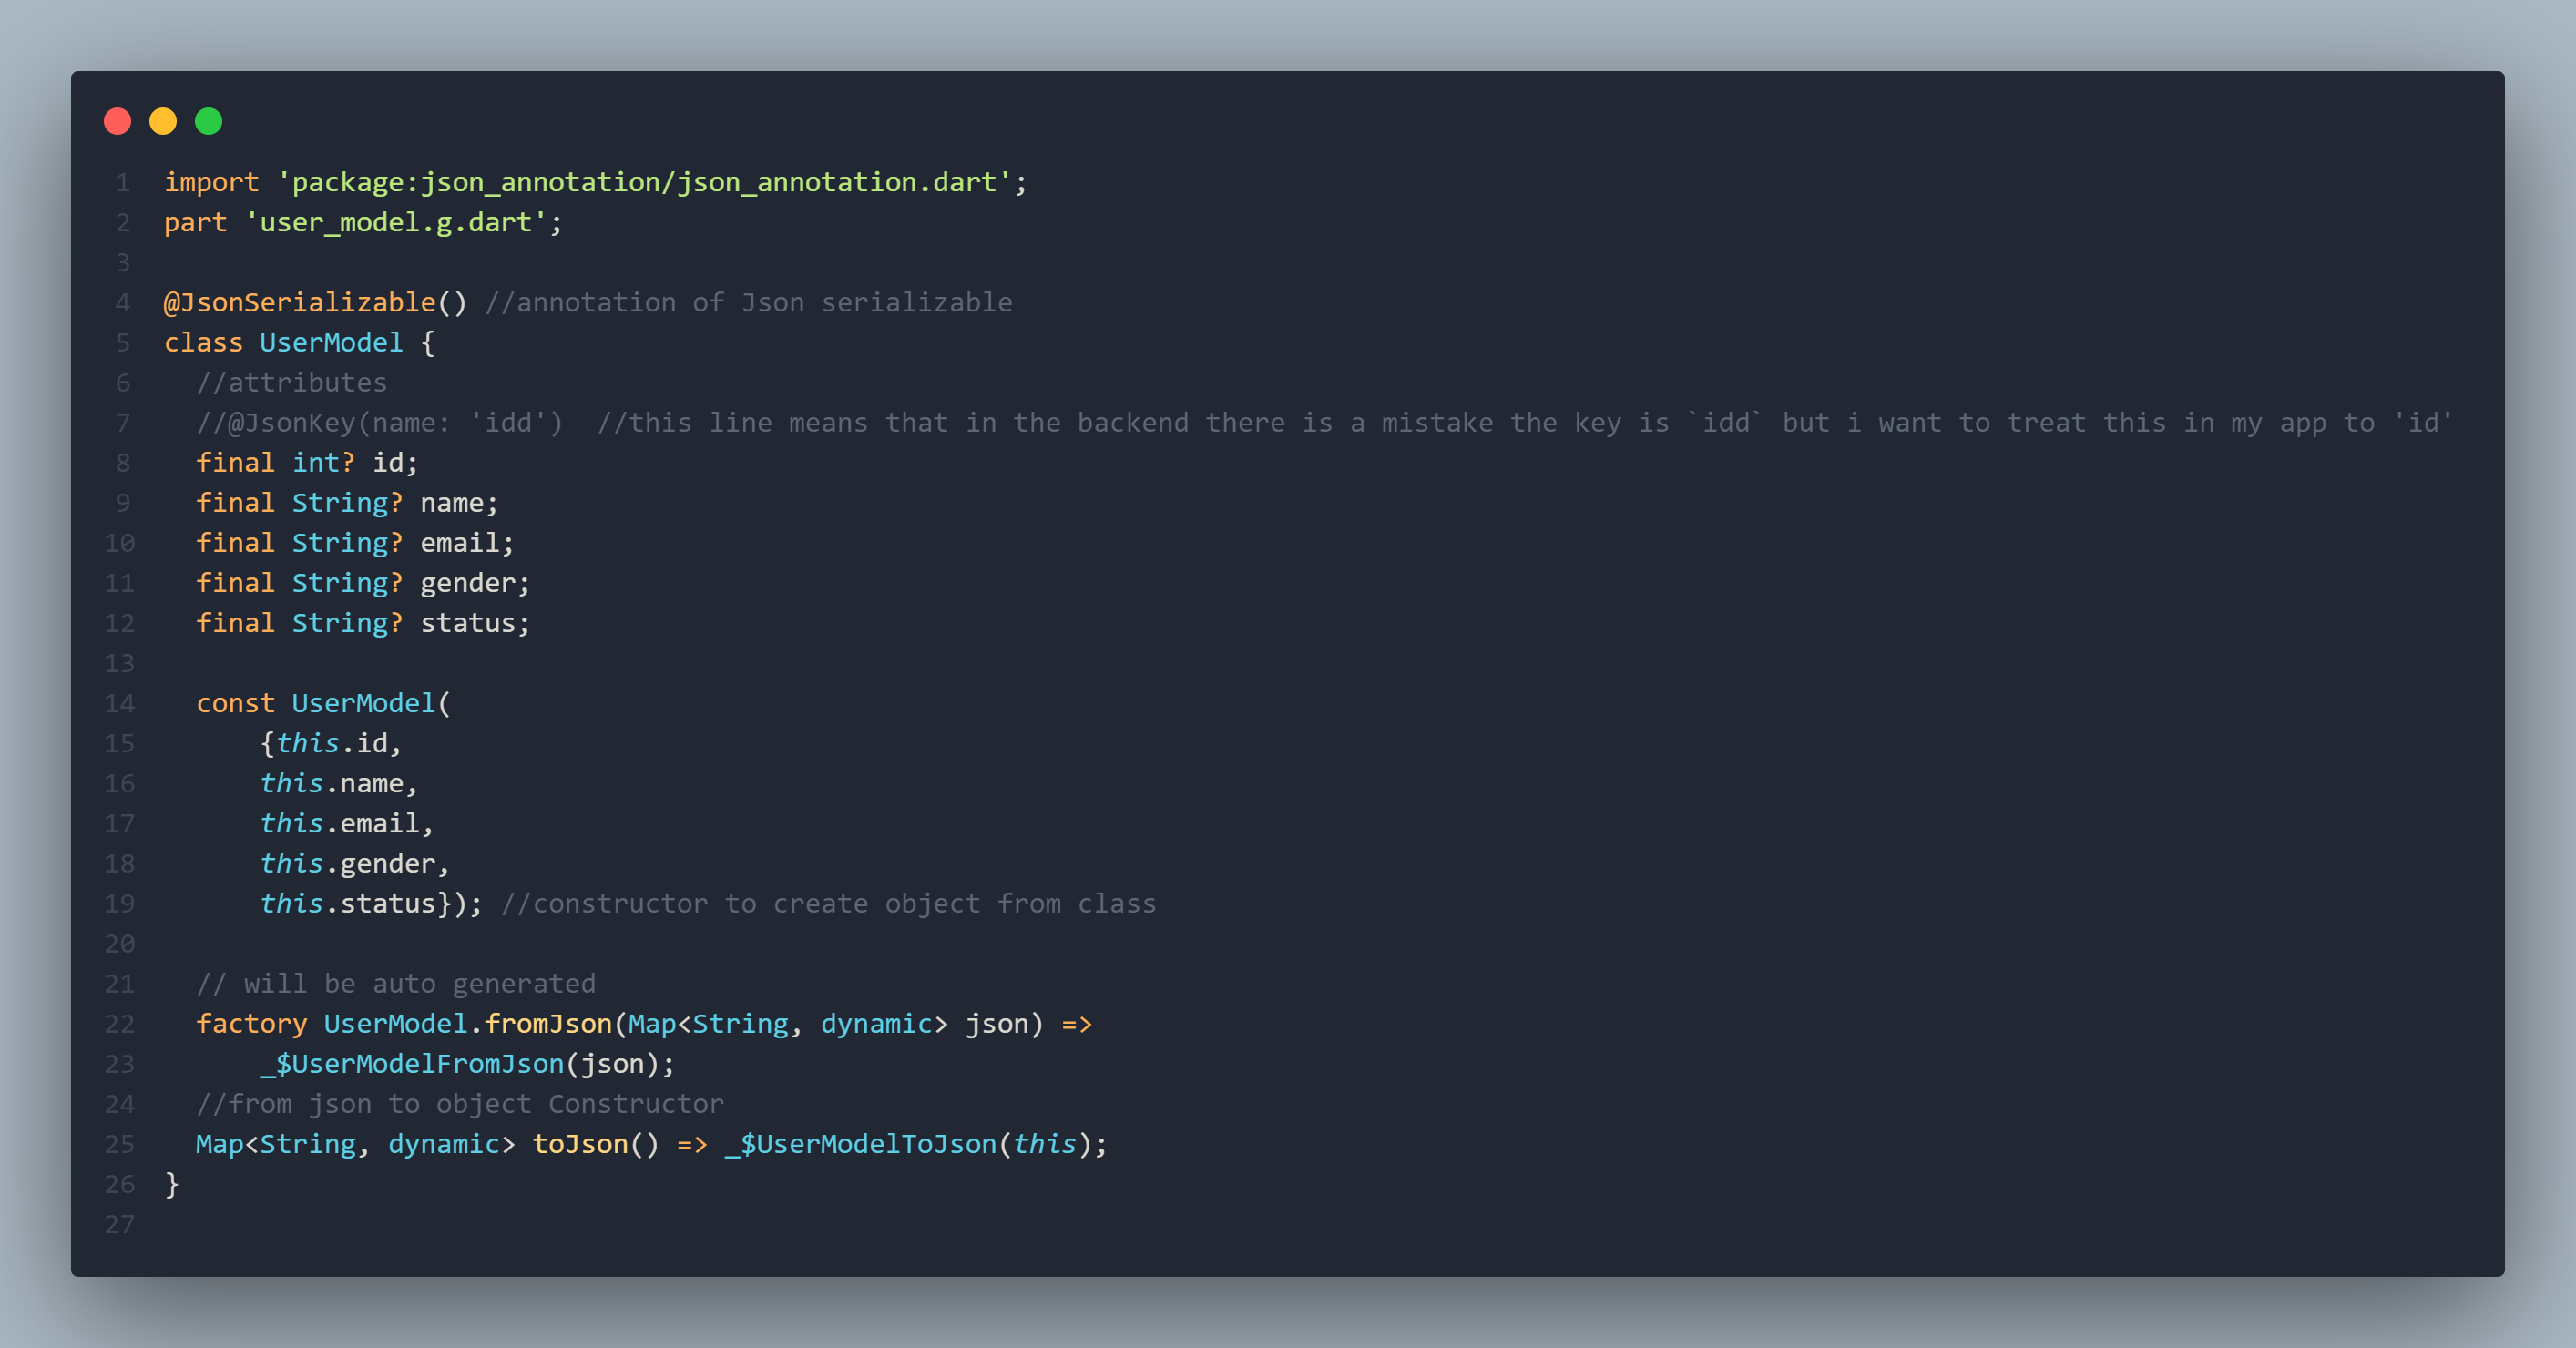 1 import 'package:json_annotation/json_annotation.dart';
2 part 'user_model.g.dart';
3
4 @JsonSerializable() //annotation of Json serializable
5 class UserModel {
6   //attributes
7   //@JsonKey(name: 'idd')  //this line means that in the backend there is a mistake the key is `idd` but i want to treat this in my app to 'id'
8   final int? id;
9   final String? name;
10   final String? email;
11   final String? gender;
12   final String? status;
13
14   const UserModel(
15       {this.id,
16       this.name,
17       this.email,
18       this.gender,
19       this.status}); //constructor to create object from class
20
21   // will be auto generated
22   factory UserModel.fromJson(Map<String, dynamic> json) =>
23       _$UserModelFromJson(json);
24   //from json to object Constructor
25   Map<String, dynamic> toJson() => _$UserModelToJson(this);
26 }
27